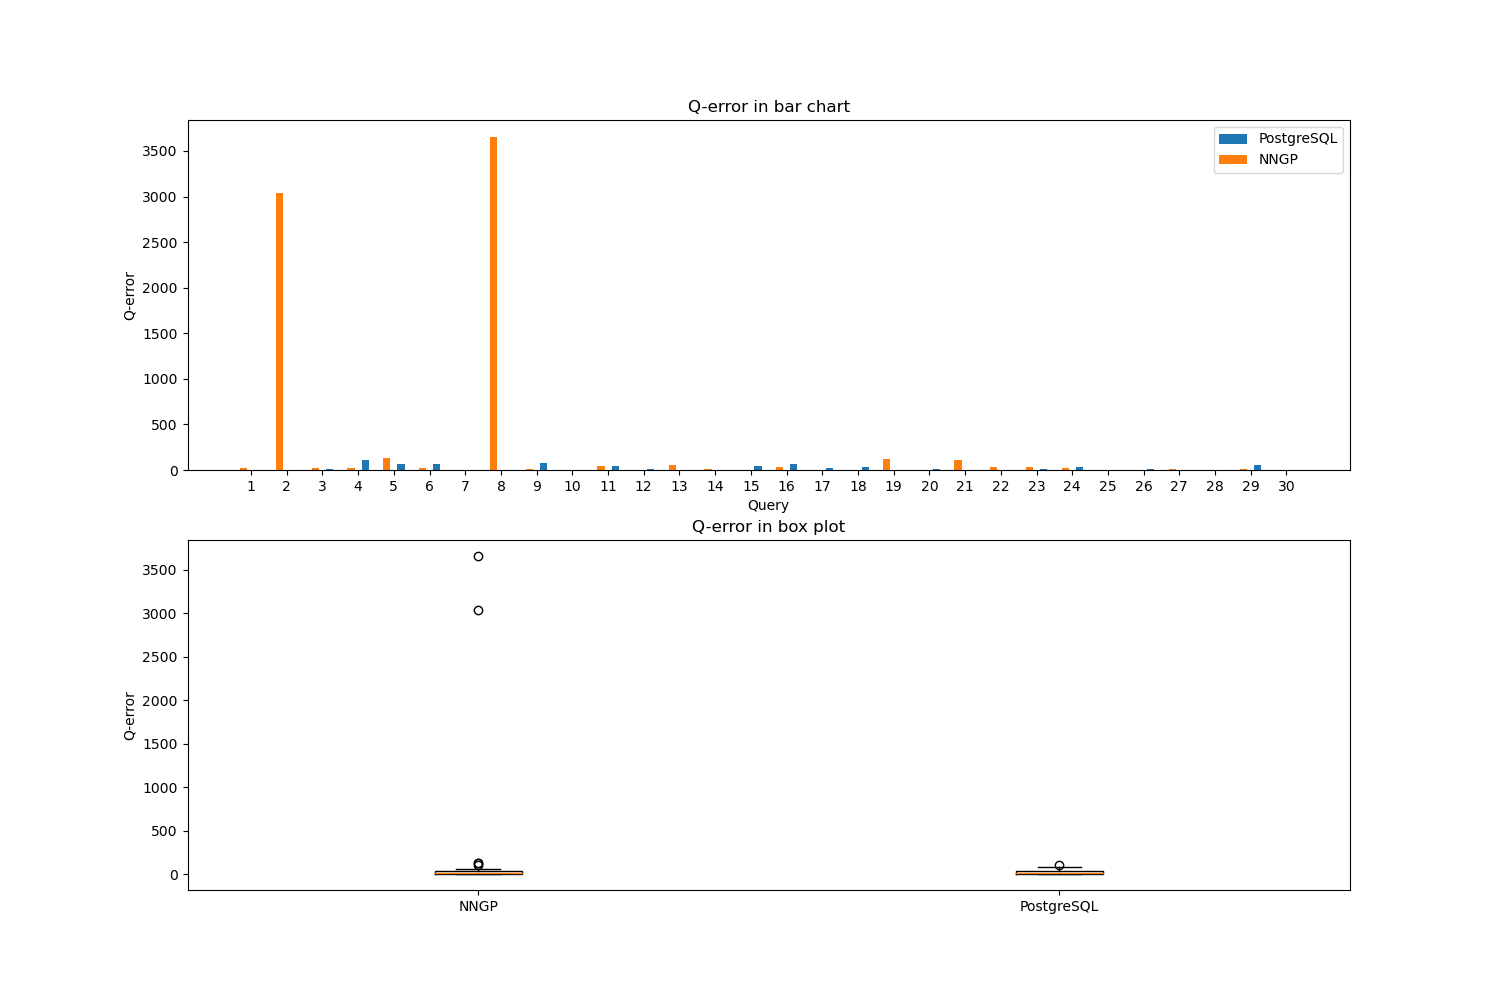 Q-error in bar chart
3500
3000
2500
2000
1500
1000
500
0
Q-error
PostgreSQL
NNGP
1 2 3 4 5 6 7 8 9 10 11 12 13 14 15 16 17 18 19 20 21 22 23 24 25 26 27 28 29 30
Query
Q-error in box plot
3500
3000
2500
2000
1500
1000
500
0
Q-error
NNGP PostgreSQL